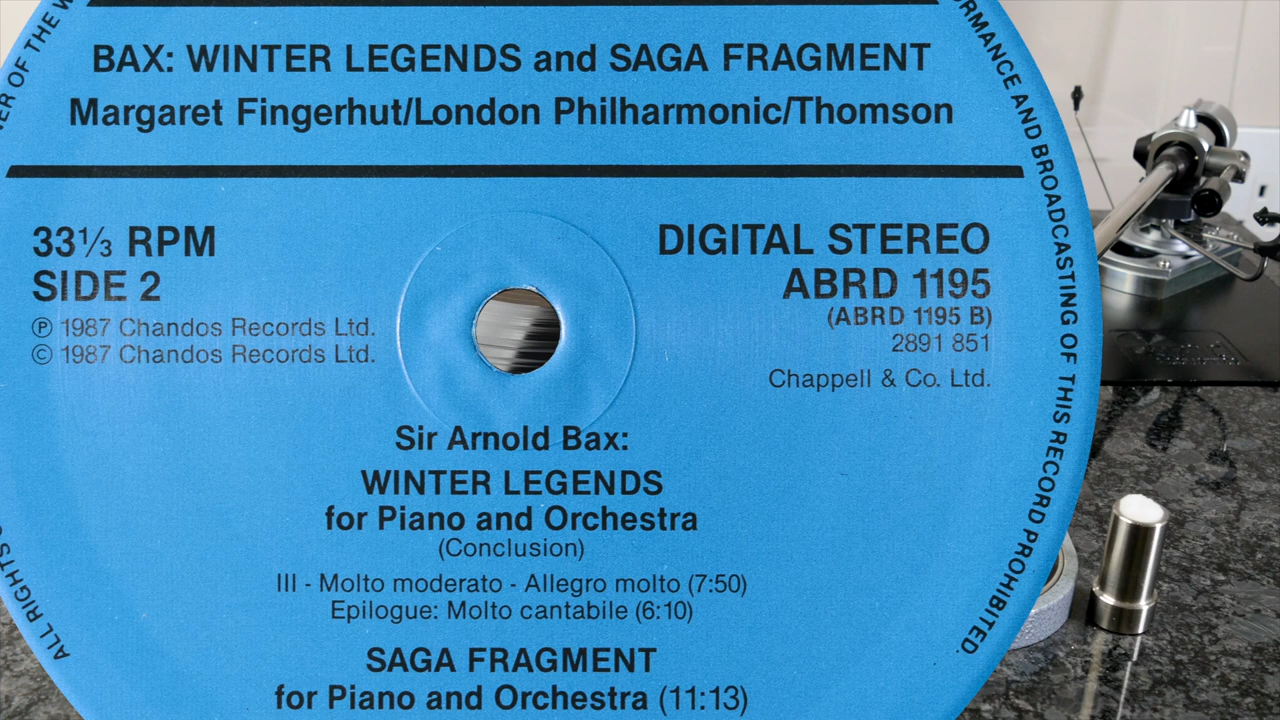 BAX: WINTER LEGENDS and SAGA FRAGMENT
Margaret Fingerhut/London Philharmonic/Thomson
33⅓ RPM
SIDE 2
℗ 1987 Chandos Records Ltd.
© 1987 Chandos Records Ltd.
DIGITAL STEREO
ABRD 1195
(ABRD 1195 B)
2891 851
Chappell & Co. Ltd.
Sir Arnold Bax:
WINTER LEGENDS
for Piano and Orchestra
(Conclusion)
III - Molto moderato - Allegro molto (7:50)
Epilogue: Molto cantabile (6:10)
SAGA FRAGMENT
for Piano and Orchestra (11:13)
ALL RIGHTS
OF THE
AND BROADCASTING OF THIS RECORD PROHIBITED